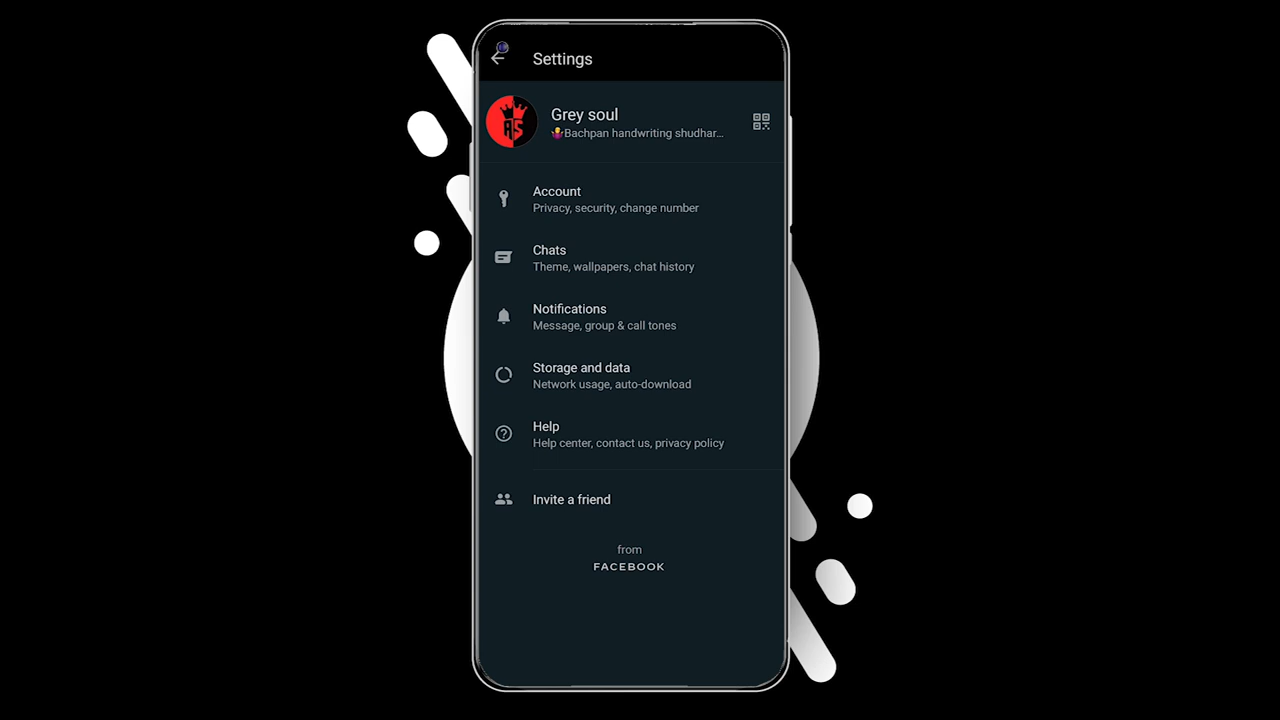 Settings
Grey soul
🤷‍♀️Bachpan handwriting shudhar...
Account
Privacy, security, change number
Chats
Theme, wallpapers, chat history
Notifications
Message, group & call tones
Storage and data
Network usage, auto-download
Help
Help center, contact us, privacy policy
Invite a friend
from
FACEBOOK